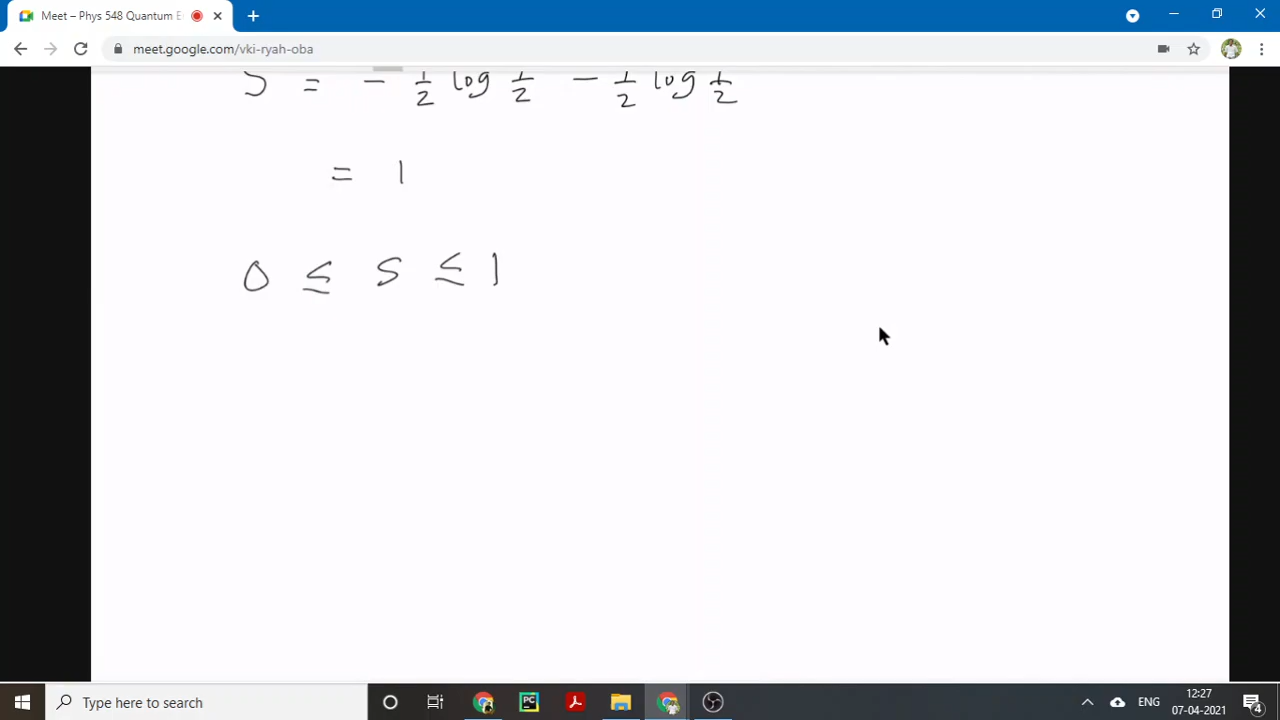 Meet – Phys 548 Quantum E
meet.google.com/vki-ryah-oba
S = - 1/2 log 1/2 - 1/2 log 1/2
= 1
0 ≤ S ≤ 1
Type here to search
ENG
12:27
07-04-2021
4